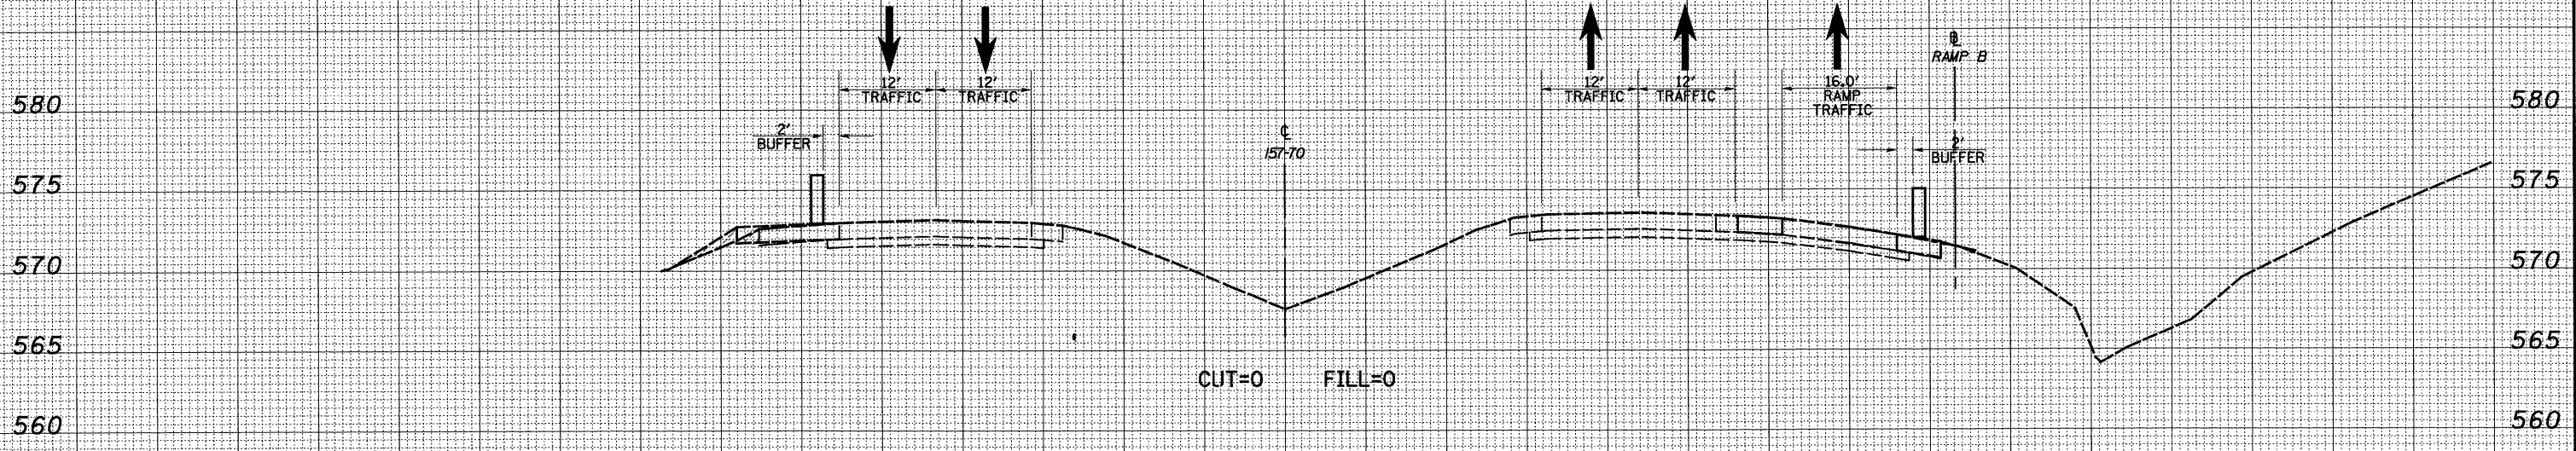 ℄
RAMP B
12'
TRAFFIC
12'
TRAFFIC
12'
TRAFFIC
12'
TRAFFIC
16.0'
RAMP
TRAFFIC
580
580
2'
BUFFER
℄
157-70
2'
BUFFER
575
575
570
570
565
565
CUT=0 FILL=0
560
560